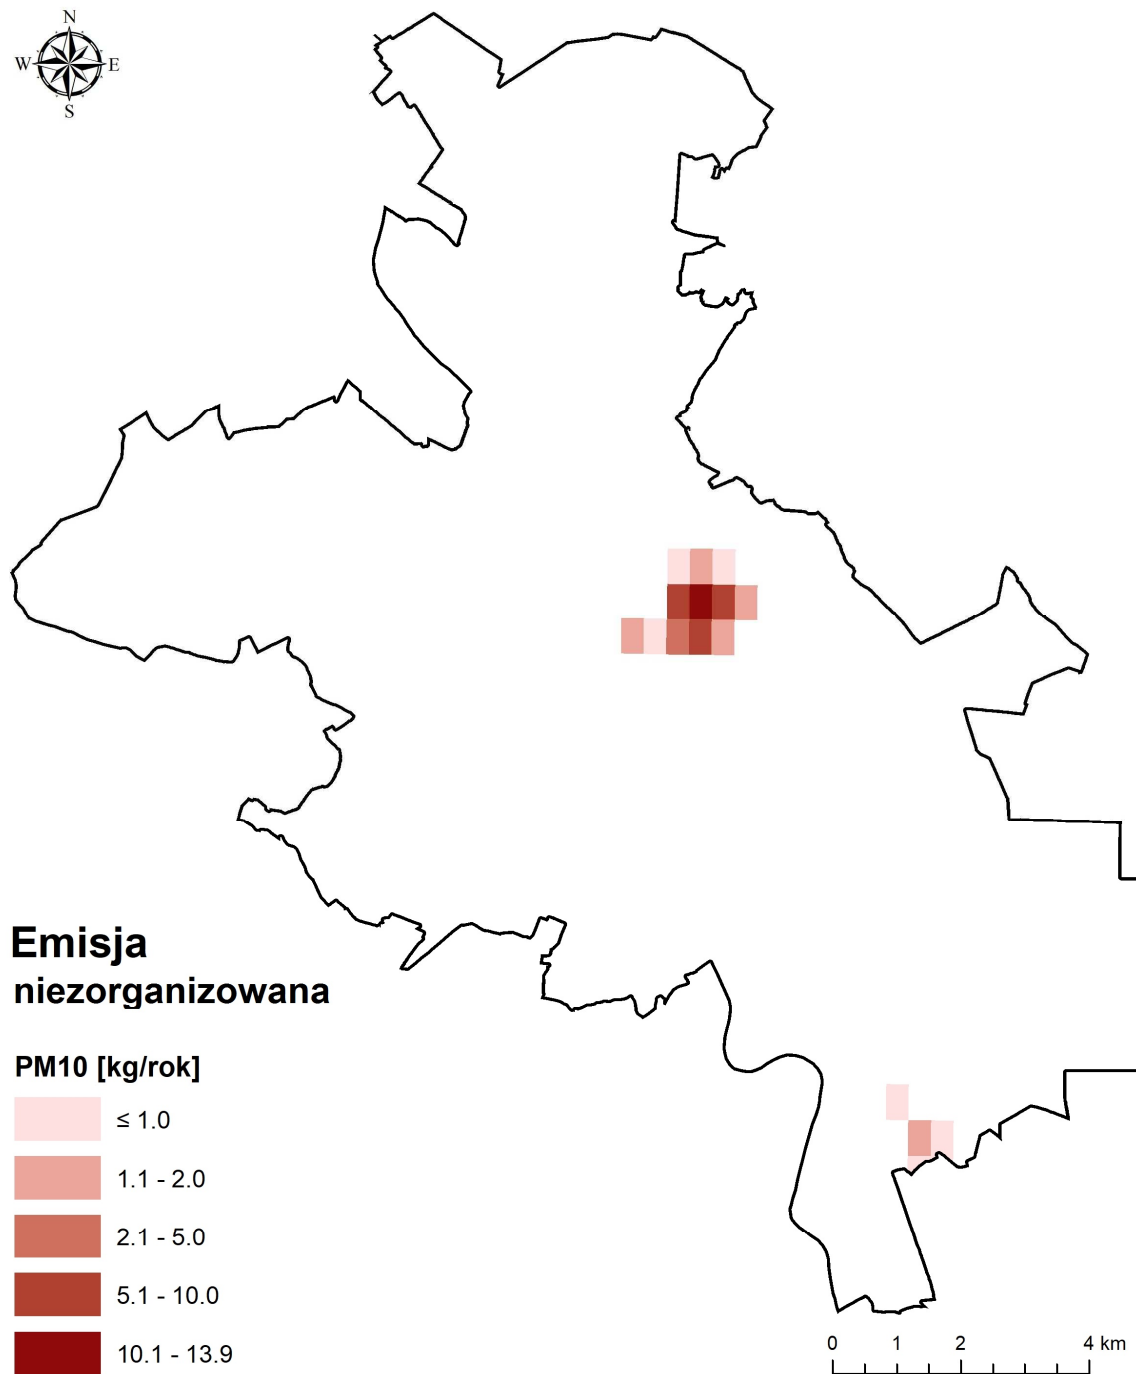 N
W E
S
Emisja
niezorganizowana
PM10 [kg/rok]
≤ 1.0
1.1 - 2.0
2.1 - 5.0
5.1 - 10.0
10.1 - 13.9
0 1 2 4 km